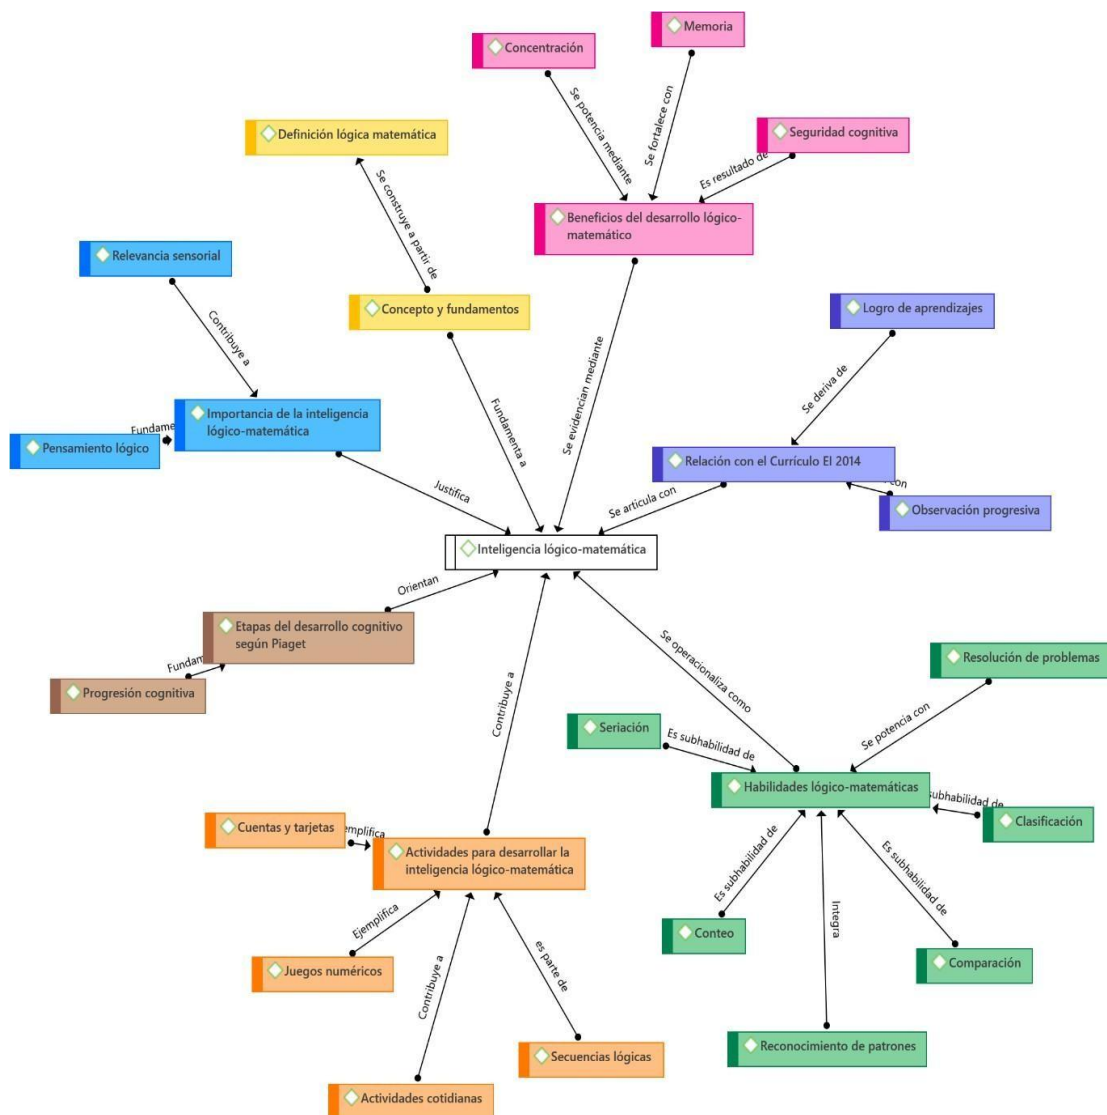 Memoria
Concentración
Se potencia mediante
Se fortalece con
Seguridad cognitiva
Es resultado de
Definición lógica matemática
Se construye a partir de
Beneficios del desarrollo lógico-
matemático
Relevancia sensorial
Contribuye a
Concepto y fundamentos
Logro de aprendizajes
Se deriva de
Se evidencian mediante
Fundamenta a
Importancia de la inteligencia
lógico-matemática
Pensamiento lógico
Justifica
Relación con el Currículo EI 2014
con
Se articula con
Observación progresiva
Inteligencia lógico-matemática
Orientan
Etapas del desarrollo cognitivo
según Piaget
Progresión cognitiva
Se operacionaliza como
Contribuye a
Resolución de problemas
Se potencia con
Seriación
Es subhabilidad de
Habilidades lógico-matemáticas
subhabilidad de
Clasificación
Cuentas y tarjetas
Actividades para desarrollar la
inteligencia lógico-matemática
Ejemplifica
Juegos numéricos
Contribuye a
es parte de
Es subhabilidad de
Integra
Es subhabilidad de
Conteo
Comparación
Secuencias lógicas
Reconocimiento de patrones
Actividades cotidianas